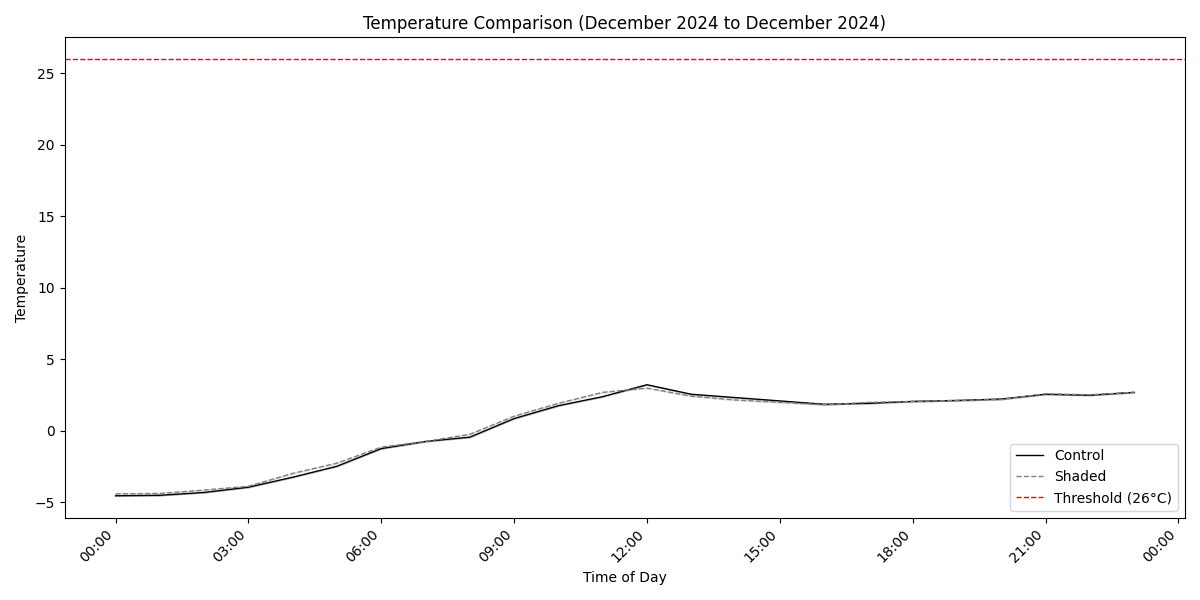 Temperature Comparison (December 2024 to December 2024)
Temperature
25
20
15
10
5
0
−5
Control
Shaded
Threshold (26°C)
00:00
03:00
06:00
09:00
12:00
15:00
18:00
21:00
00:00
Time of Day